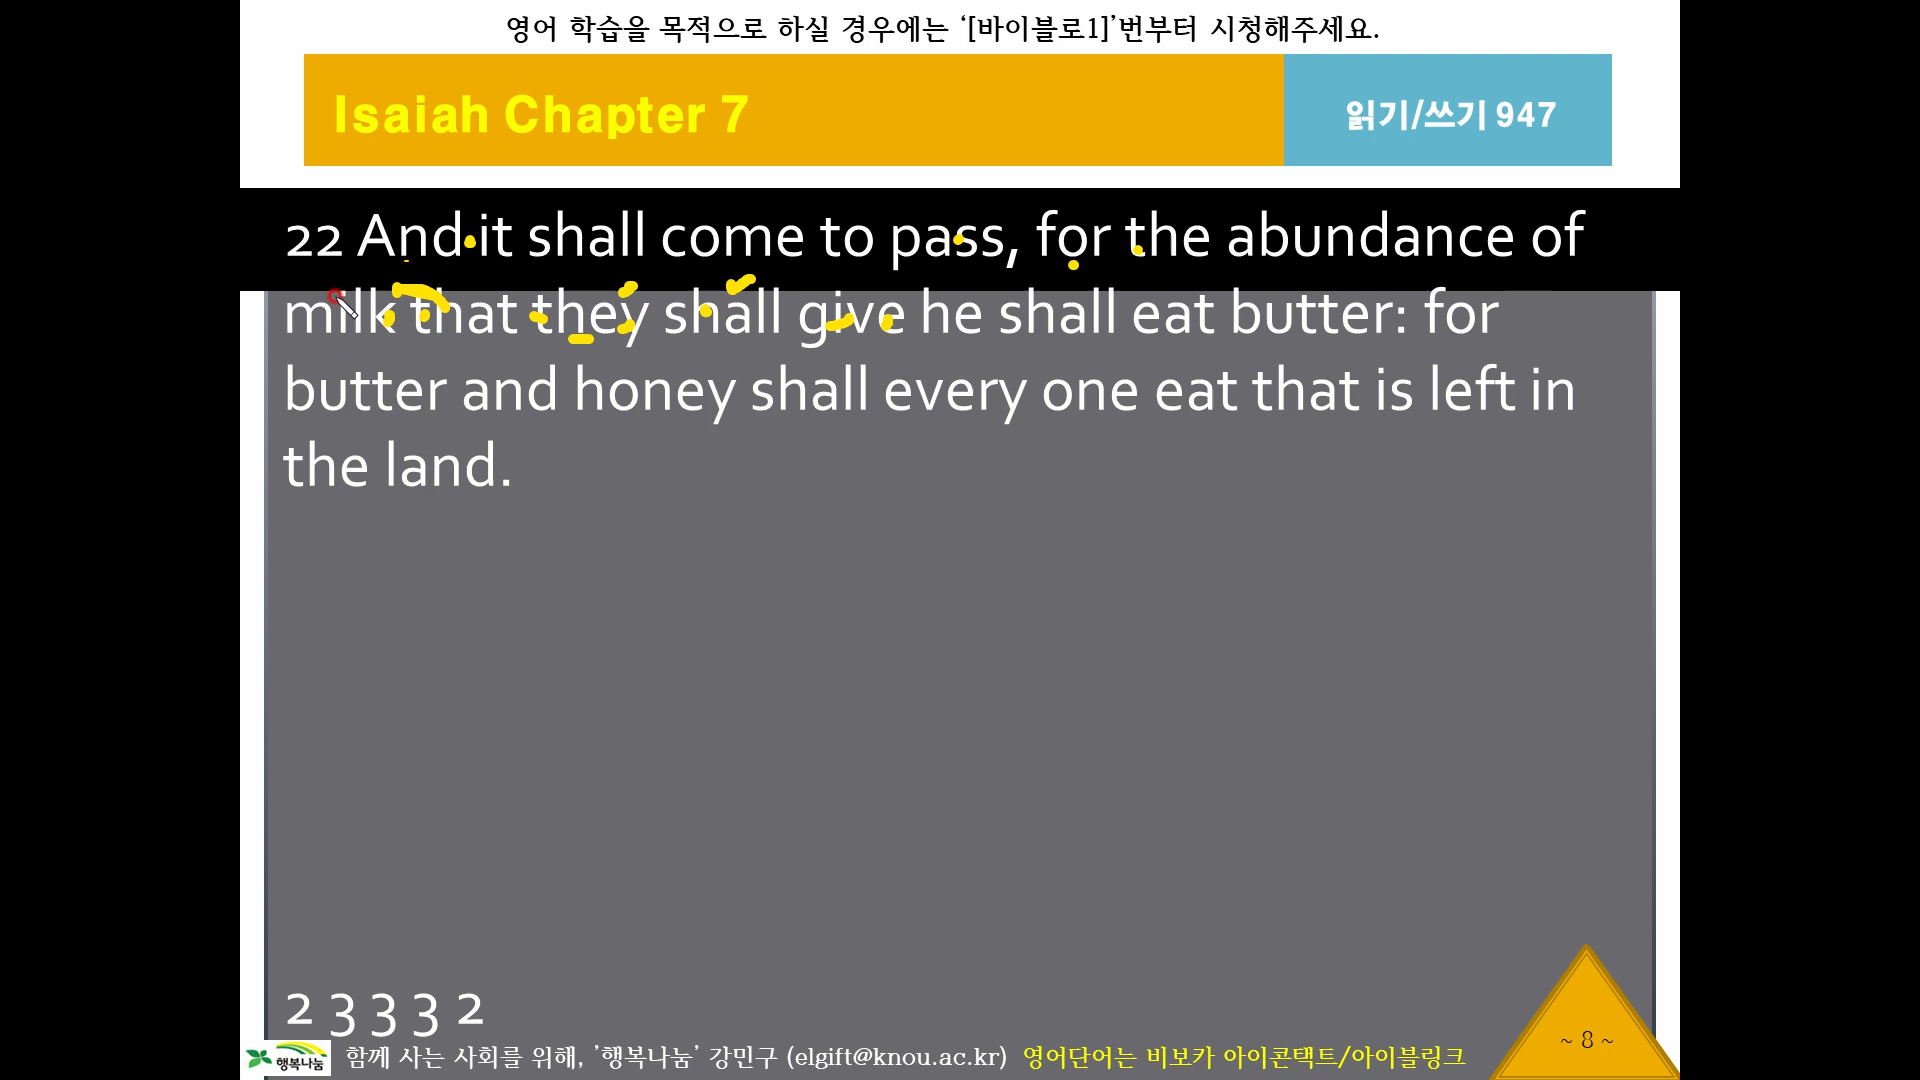 영어 학습을 목적으로 하실 경우에는 ‘[바이블로1]’번부터 시청해주세요.
Isaiah Chapter 7
읽기/쓰기 947
22 And it shall come to pass, for the abundance of
milk that they shall give he shall eat butter: for
butter and honey shall every one eat that is left in
the land.
2 3 3 3 2
~ 8 ~
행복나눔 함께 사는 사회를 위해, ’행복나눔’ 강민구 (elgift@knou.ac.kr) 영어단어는 비보카 아이콘택트/아이블링크